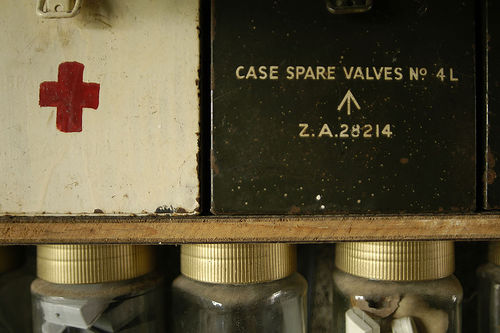 CASE SPARE VALVES Nº 4L
Z.A.28214